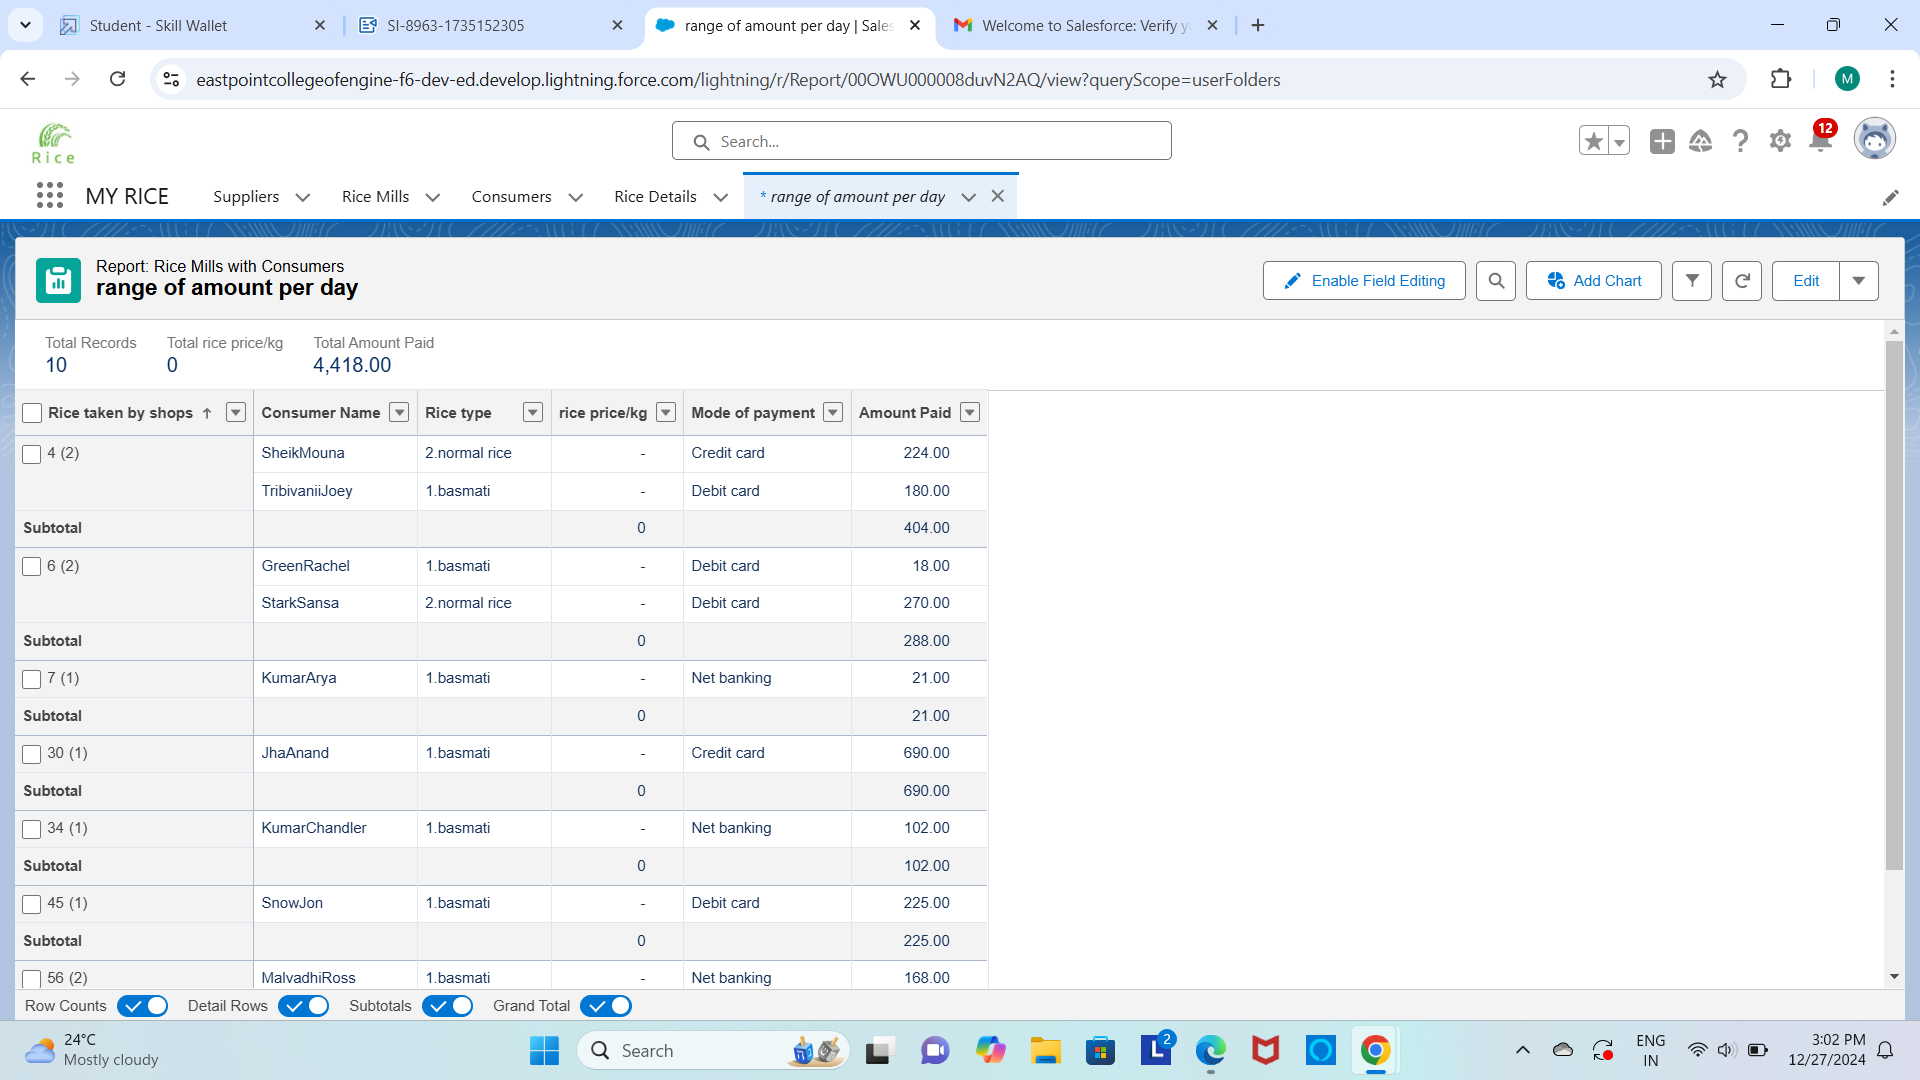 Student - Skill Wallet
SI-8963-1735152305
range of amount per day | Sales
Welcome to Salesforce: Verify y
eastpointcollegeofengine-f6-dev-ed.develop.lightning.force.com/lightning/r/Report/00OWU000008duvN2AQ/view?queryScope=userFolders
M
Rice
Search...
12
MY RICE
Suppliers
Rice Mills
Consumers
Rice Details
* range of amount per day
Report: Rice Mills with Consumers
range of amount per day
Enable Field Editing
Add Chart
Edit
Total Records
Total rice price/kg
Total Amount Paid
10
0
4,418.00
Rice taken by shops ↑ Consumer Name Rice type rice price/kg Mode of payment Amount Paid
4 (2) SheikMouna 2.normal rice - Credit card 224.00
TribivaniiJoey 1.basmati - Debit card 180.00
Subtotal 0 404.00
6 (2) GreenRachel 1.basmati - Debit card 18.00
StarkSansa 2.normal rice - Debit card 270.00
Subtotal 0 288.00
7 (1) KumarArya 1.basmati - Net banking 21.00
Subtotal 0 21.00
30 (1) JhaAnand 1.basmati - Credit card 690.00
Subtotal 0 690.00
34 (1) KumarChandler 1.basmati - Net banking 102.00
Subtotal 0 102.00
45 (1) SnowJon 1.basmati - Debit card 225.00
Subtotal 0 225.00
56 (2) MalvadhiRoss 1.basmati - Net banking 168.00
Row Counts
Detail Rows
Subtotals
Grand Total
24°C
Mostly cloudy
Search
L
2
ENG
IN
3:02 PM
12/27/2024